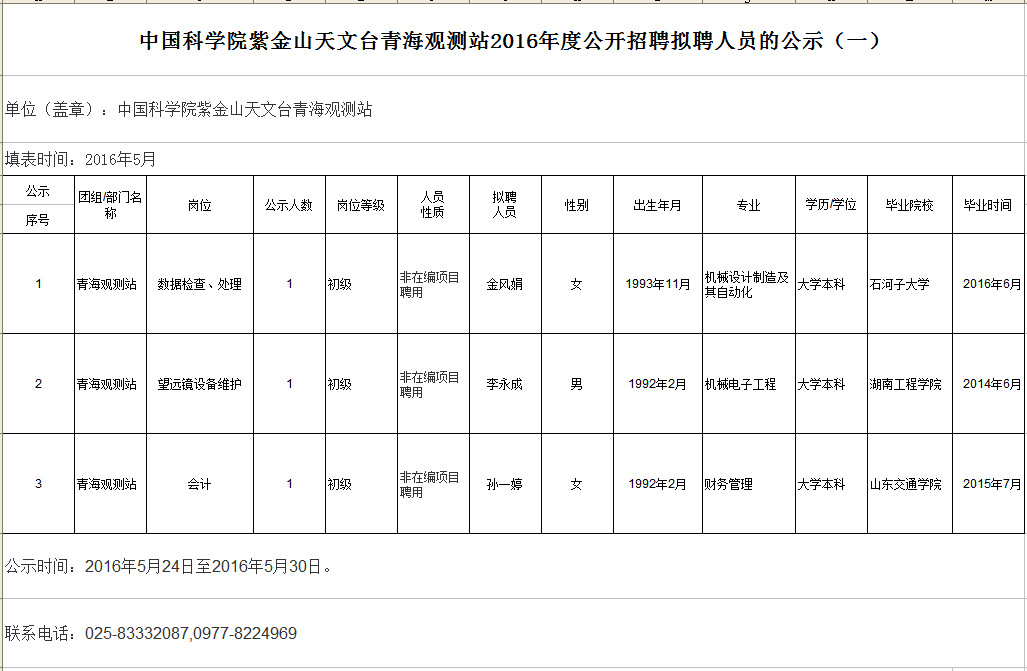 中国科学院紫金山天文台青海观测站2016年度公开招聘拟聘人员的公示（一）
单位（盖章）：中国科学院紫金山天文台青海观测站
填表时间：2016年5月
公示 序号 团组/部门名称 岗位 公示人数 岗位等级 人员性质 拟聘人员 性别 出生年月 专业 学历/学位 毕业院校 毕业时间
1 青海观测站 数据检查、处理 1 初级 非在编项目聘用 金风娟 女 1993年11月 机械设计制造及其自动化 大学本科 石河子大学 2016年6月
2 青海观测站 望远镜设备维护 1 初级 非在编项目聘用 李永成 男 1992年2月 机械电子工程 大学本科 湖南工程学院 2014年6月
3 青海观测站 会计 1 初级 非在编项目聘用 孙一婷 女 1992年2月 财务管理 大学本科 山东交通学院 2015年7月
公示时间：2016年5月24日至2016年5月30日。
联系电话：025-83332087,0977-8224969